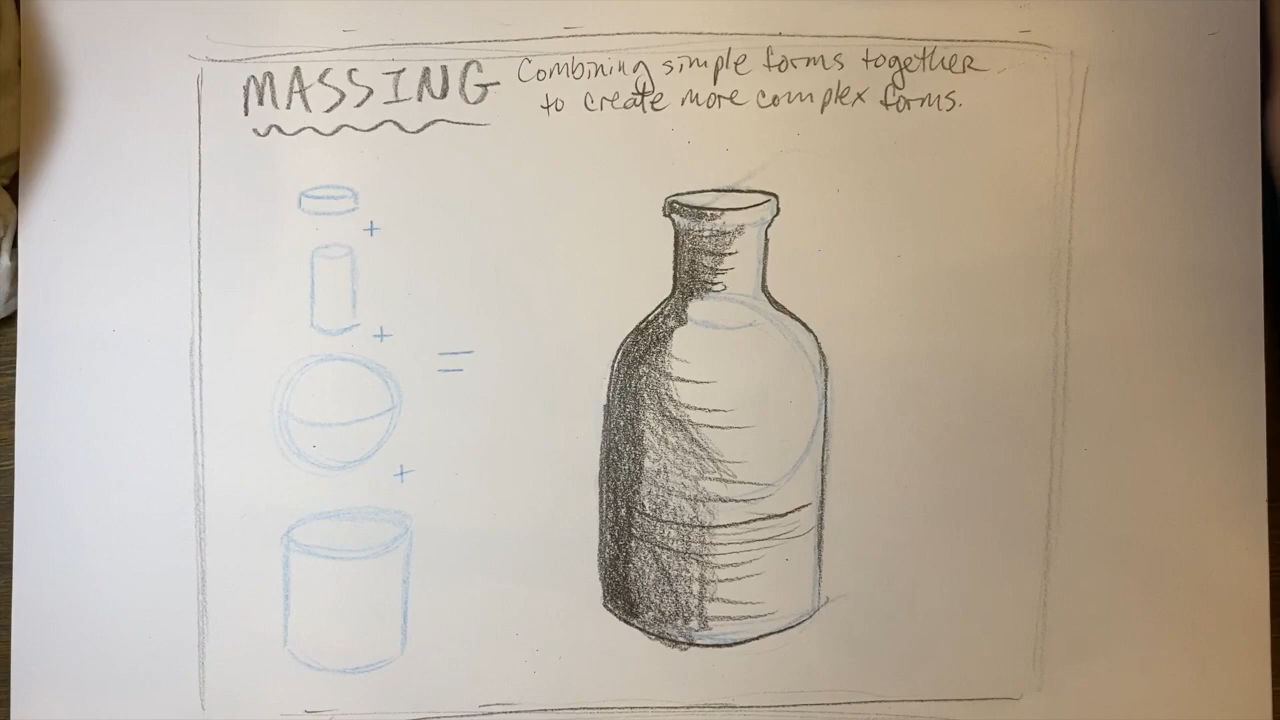 MASSING
Combining simple forms together
to create more complex forms.
+
+
+
=